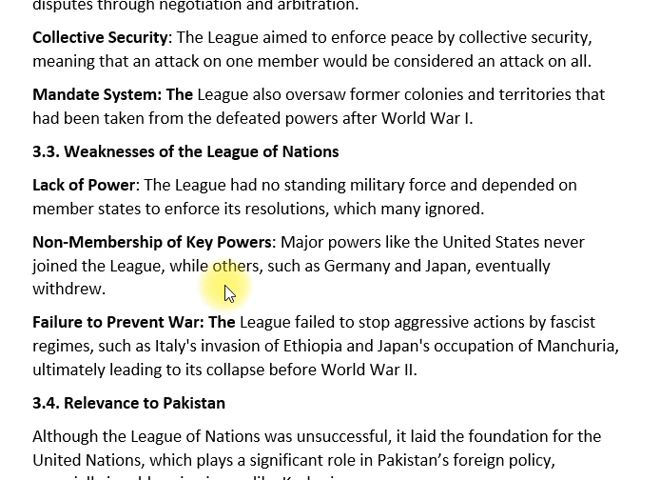 disputes through negotiation and arbitration.
Collective Security: The League aimed to enforce peace by collective security,
meaning that an attack on one member would be considered an attack on all.
Mandate System: The League also oversaw former colonies and territories that
had been taken from the defeated powers after World War I.
3.3. Weaknesses of the League of Nations
Lack of Power: The League had no standing military force and depended on
member states to enforce its resolutions, which many ignored.
Non-Membership of Key Powers: Major powers like the United States never
joined the League, while others, such as Germany and Japan, eventually
withdrew.
Failure to Prevent War: The League failed to stop aggressive actions by fascist
regimes, such as Italy's invasion of Ethiopia and Japan's occupation of Manchuria,
ultimately leading to its collapse before World War II.
3.4. Relevance to Pakistan
Although the League of Nations was unsuccessful, it laid the foundation for the
United Nations, which plays a significant role in Pakistan’s foreign policy,